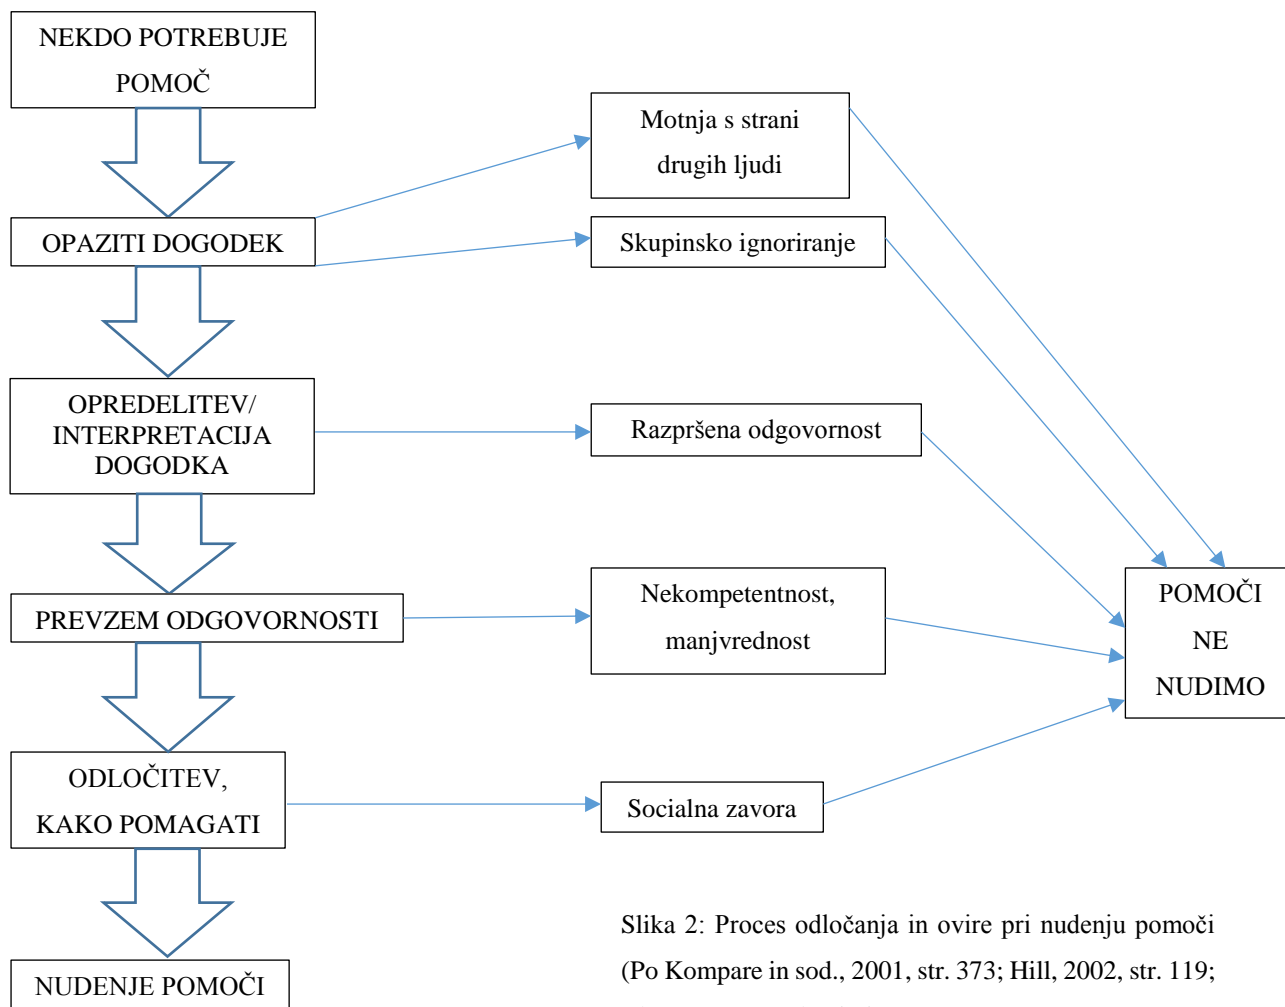 NEKDO POTREBUJE
POMOČ
Motnja s strani
drugih ljudi
OPAZITI DOGODEK
Skupinsko ignoriranje
OPREDELITEV/
INTERPRETACIJA
DOGODKA
Razpršena odgovornost
PREVZEM ODGOVORNOSTI
Nekompetentnost,
manjvrednost
POMOČI
NE
NUDIMO
ODLOČITEV,
KAKO POMAGATI
Socialna zavora
NUDENJE POMOČI
Slika 2: Proces odločanja in ovire pri nudenju pomoči
(Po Kompare in sod., 2001, str. 373; Hill, 2002, str. 119;